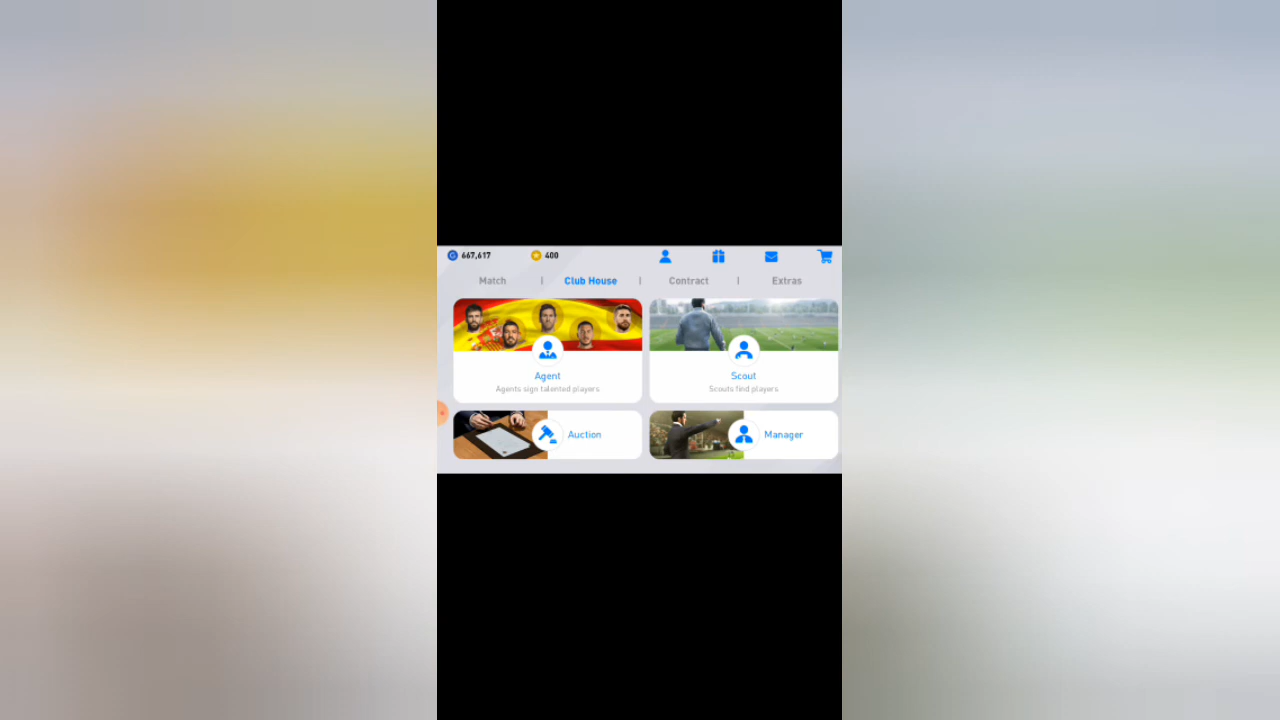 667,617 400
Match | Club House | Contract | Extras
Agent
Agents sign talented players
Scout
Scouts find players
Auction
Manager